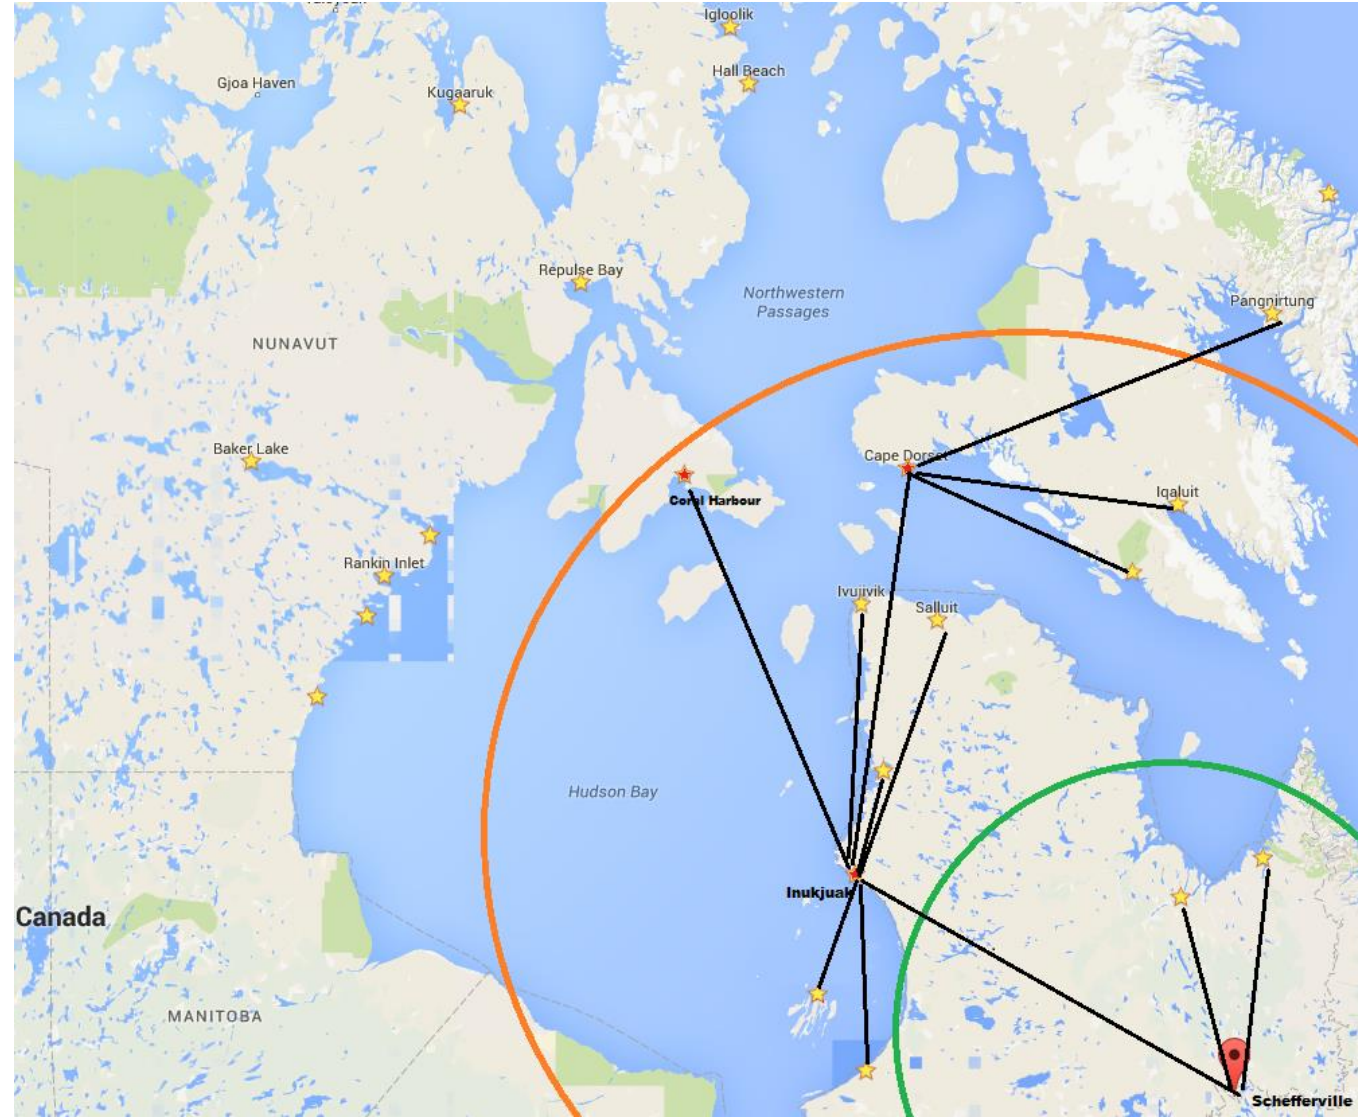 Igloolik
Hall Beach
Gjoa Haven
Kugaaruk
Repulse Bay
Northwestern
Passages
Pangnirtung
NUNAVUT
Baker Lake
Cape Dorset
Iqaluit
Coral Harbour
Rankin Inlet
Ivujivik
Salluit
Hudson Bay
Inukjuak
Canada
MANITOBA
Schefferville